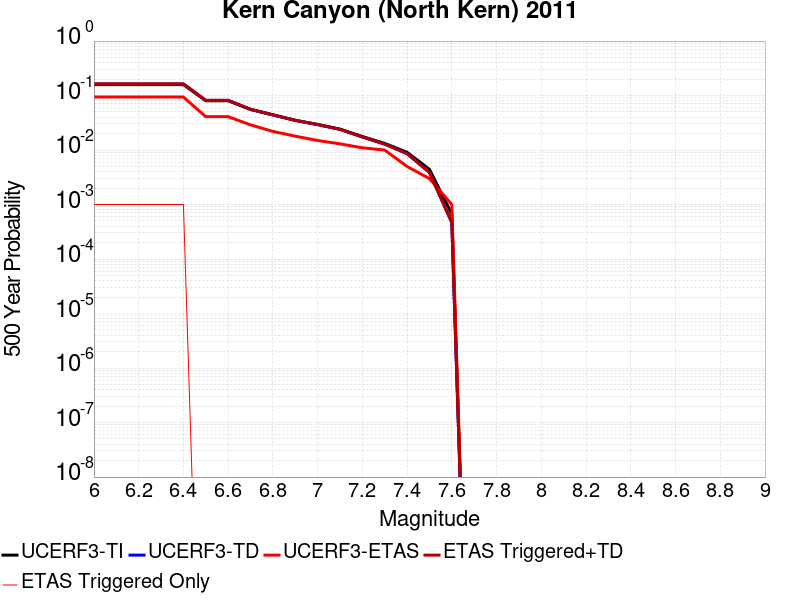 Kern Canyon (North Kern) 2011
10^0
10^-1
10^-2
10^-3
10^-4
10^-5
10^-6
10^-7
10^-8
500 Year Probability
6 6.2 6.4 6.6 6.8 7 7.2 7.4 7.6 7.8 8 8.2 8.4 8.6 8.8 9
Magnitude
UCERF3-TI UCERF3-TD UCERF3-ETAS ETAS Triggered+TD
ETAS Triggered Only